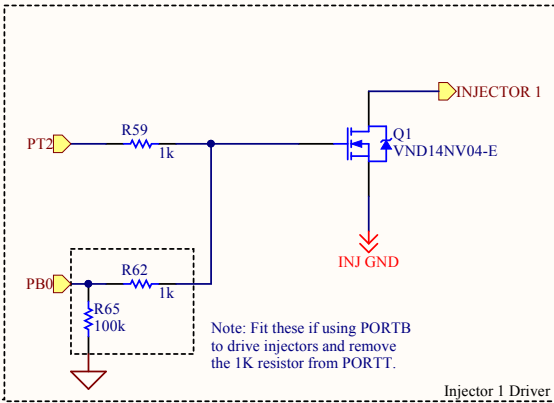 INJECTOR 1
R59
PT2
1k
Q1
VND14NV04-E
INJ GND
R62
PB0
1k
R65
100k
Note: Fit these if using PORTB
to drive injectors and remove
the 1K resistor from PORTT.
Injector 1 Driver